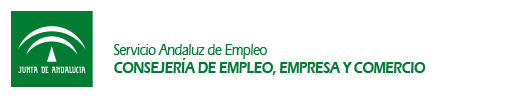 JUNTA DE ANDALUCIA
Servicio Andaluz de Empleo
CONSEJERÍA DE EMPLEO, EMPRESA Y COMERCIO